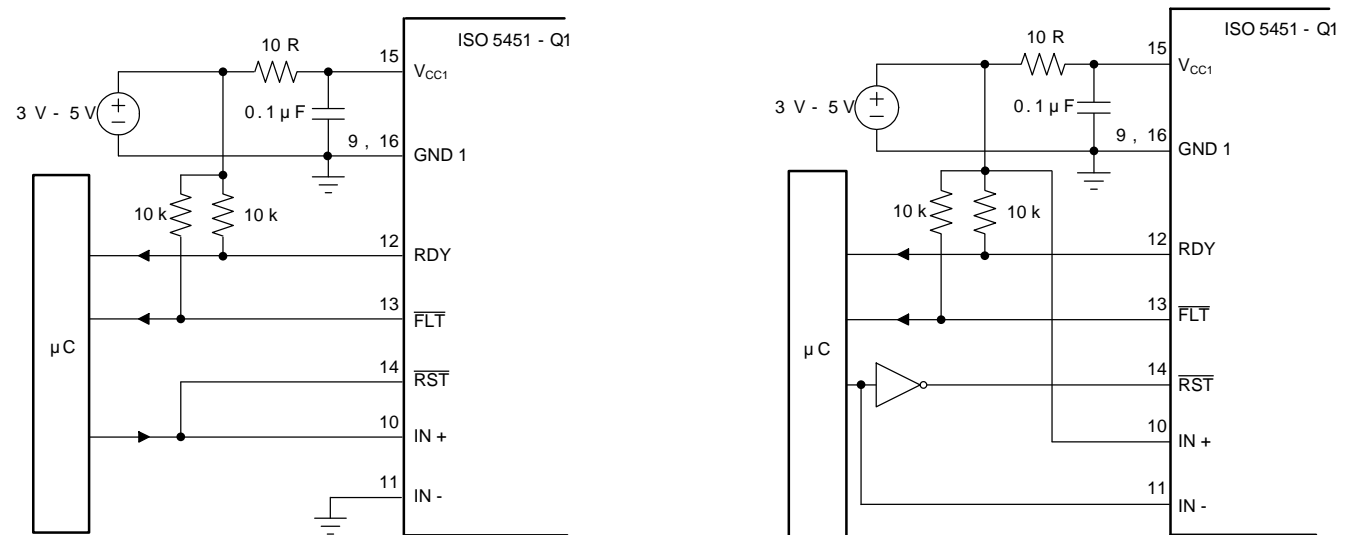 ISO 5451 - Q1
10 R
15
VCC1
3 V - 5 V
0.1 µF
9 , 16
GND 1
10 k
10 k
12
RDY
13
FLT
µC
14
RST
10
IN +
11
IN -
ISO 5451 - Q1
10 R
15
VCC1
3 V - 5 V
0.1 µF
9 , 16
GND 1
10 k
10 k
12
RDY
13
FLT
µC
14
RST
10
IN +
11
IN -